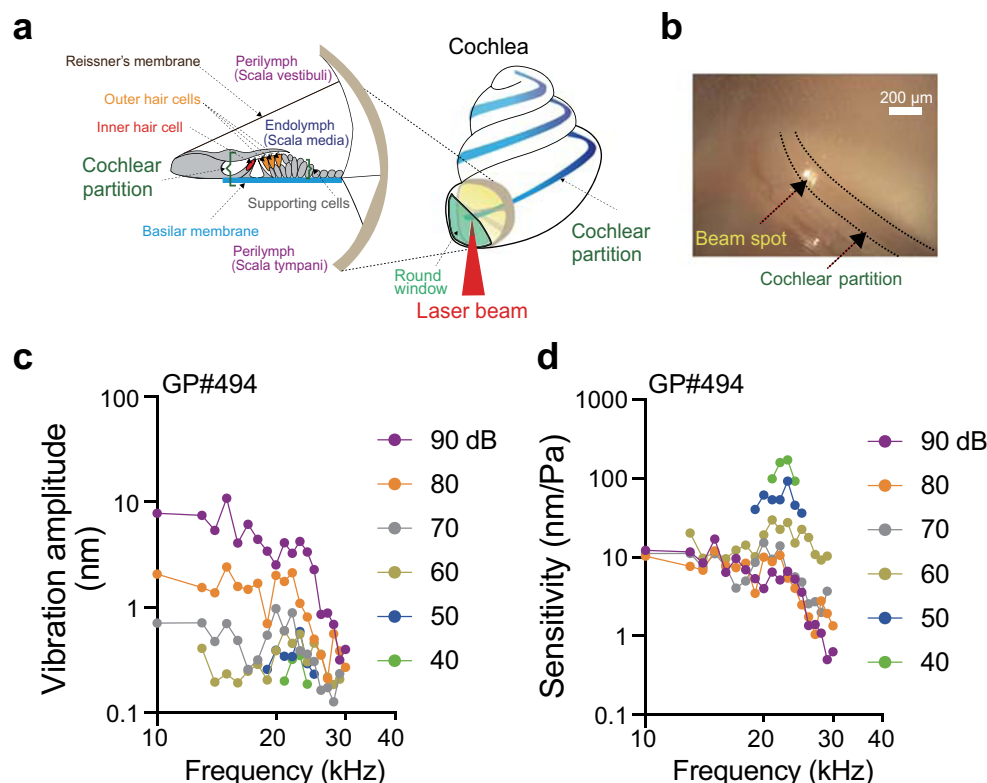 a
Reissner's membrane
Perilymph
(Scala vestibuli)
Outer hair cells
Inner hair cell
Endolymph
(Scala media)
Cochlear
partition
Supporting cells
Basilar membrane
Perilymph
(Scala tympani)
Cochlea
Cochlear
partition
Round
window
Laser beam
b
200 µm
Beam spot
Cochlear partition
c
GP#494
Vibration amplitude
(nm)
100
10
1
0.1
10
20
30
40
Frequency (kHz)
90 dB
80
70
60
50
40
d
GP#494
Sensitivity (nm/Pa)
1000
100
10
1
0.1
10
20
30
40
Frequency (kHz)
90 dB
80
70
60
50
40